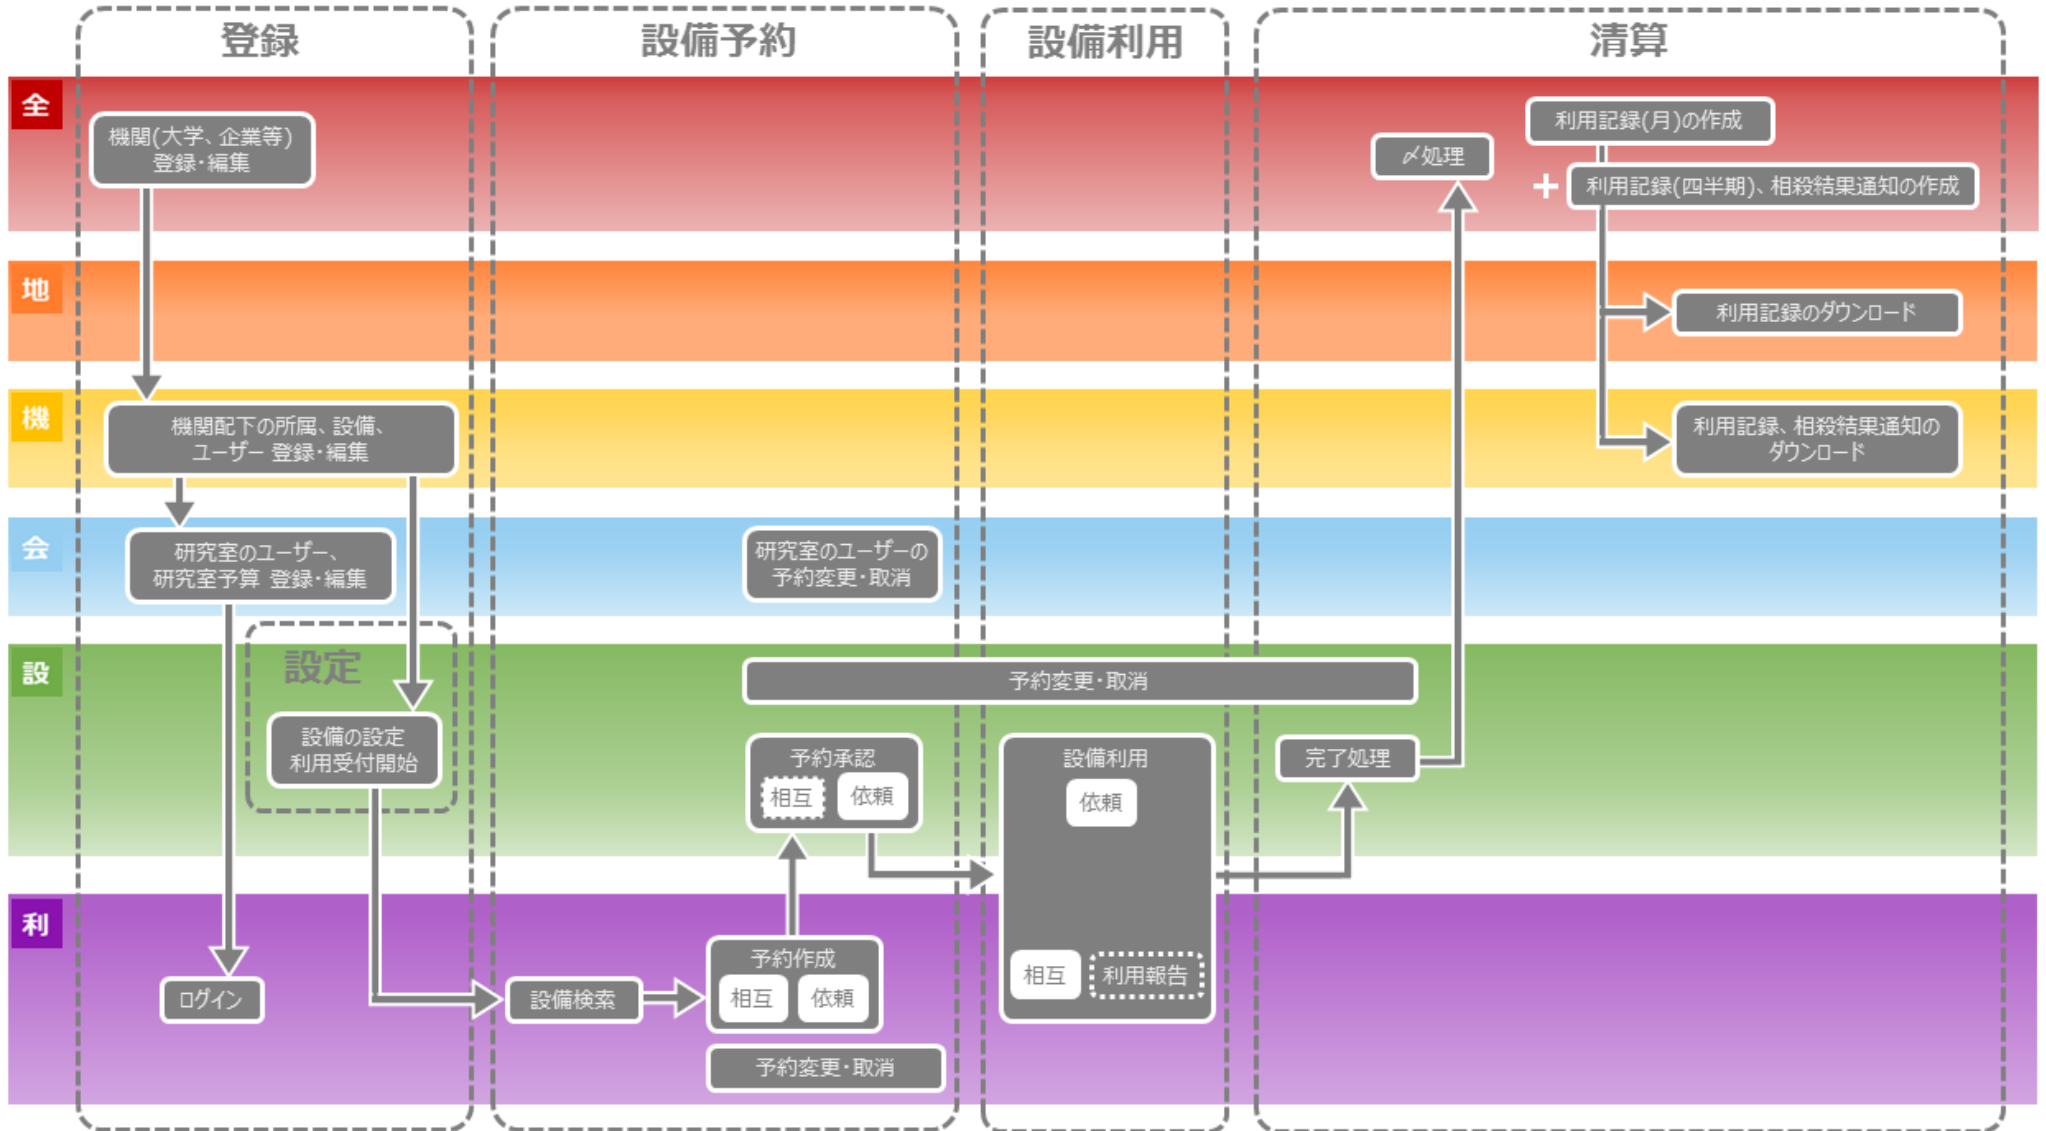 登録
設備予約
設備利用
清算
全
機関(大学、企業等)
登録・編集
〆処理
利用記録(月)の作成
+ 利用記録(四半期)、相殺結果通知の作成
地
利用記録のダウンロード
機
機関配下の所属、設備、
ユーザー 登録・編集
利用記録、相殺結果通知の
ダウンロード
会
研究室のユーザー、
研究室予算 登録・編集
研究室のユーザーの
予約変更・取消
設
設定
設備の設定
利用受付開始
予約変更・取消
予約承認
相互 依頼
設備利用
依頼
相互 利用報告
完了処理
利
ログイン
設備検索
予約作成
相互 依頼
予約変更・取消